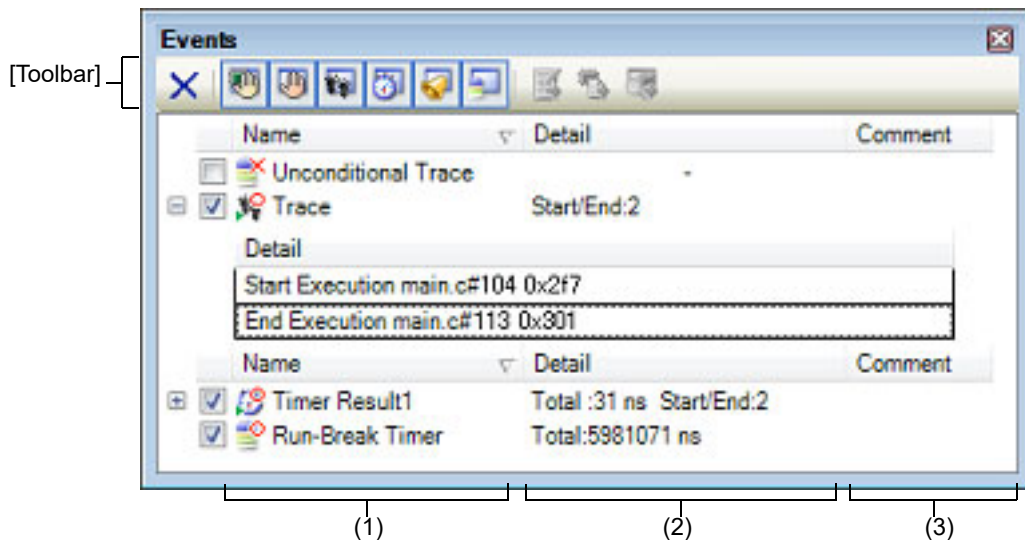 Events
[Toolbar]
Name Detail Comment
Unconditional Trace -
Trace Start/End:2
Detail
Start Execution main.c#104 0x2f7
End Execution main.c#113 0x301
Name Detail Comment
Timer Result1 Total :31 ns Start/End:2
Run-Break Timer Total:5981071 ns
(1) (2) (3)